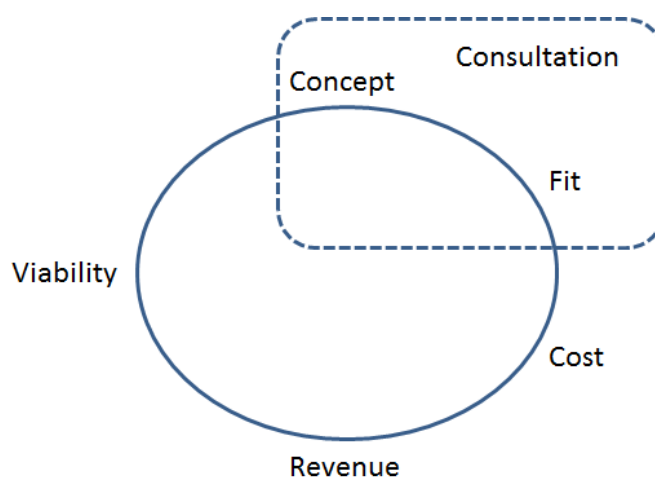 Consultation
Concept
Fit
Viability
Cost
Revenue